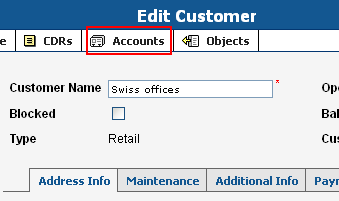 Edit Customer
CDRs Accounts Objects
Customer Name Swiss offices *
Blocked
Type Retail
Address Info Maintenance Additional Info